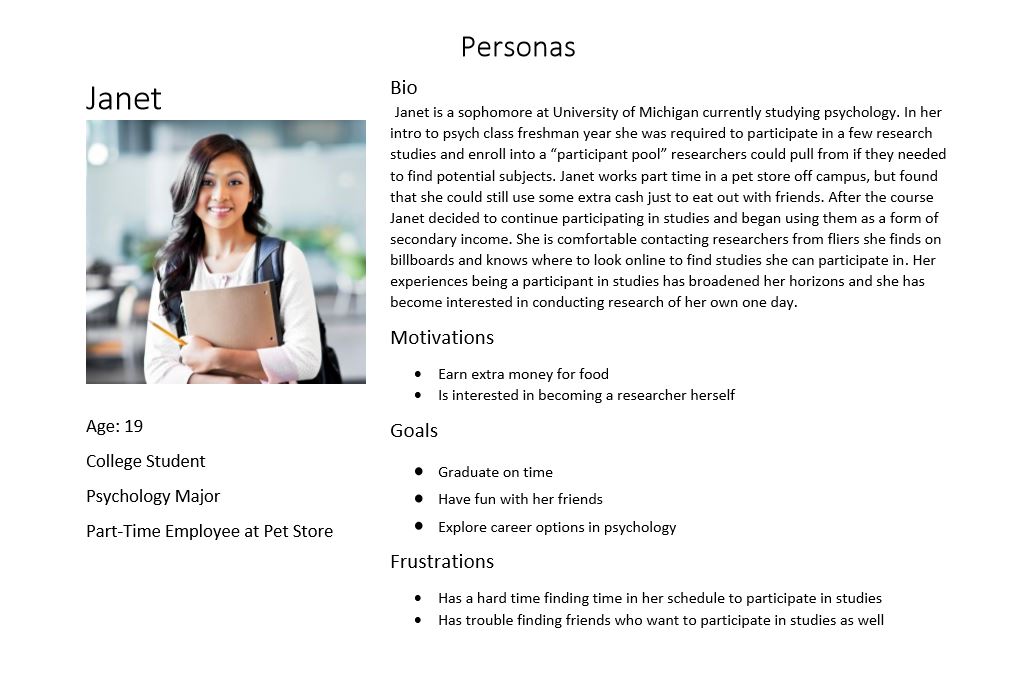 Personas
Janet
Age: 19
College Student
Psychology Major
Part-Time Employee at Pet Store
Bio
Janet is a sophomore at University of Michigan currently studying psychology. In her
intro to psych class freshman year she was required to participate in a few research
studies and enroll into a “participant pool” researchers could pull from if they needed
to find potential subjects. Janet works part time in a pet store off campus, but found
that she could still use some extra cash just to eat out with friends. After the course
Janet decided to continue participating in studies and began using them as a form of
secondary income. She is comfortable contacting researchers from fliers she finds on
billboards and knows where to look online to find studies she can participate in. Her
experiences being a participant in studies has broadened her horizons and she has
become interested in conducting research of her own one day.
Motivations
• Earn extra money for food
• Is interested in becoming a researcher herself
Goals
• Graduate on time
• Have fun with her friends
• Explore career options in psychology
Frustrations
• Has a hard time finding time in her schedule to participate in studies
• Has trouble finding friends who want to participate in studies as well